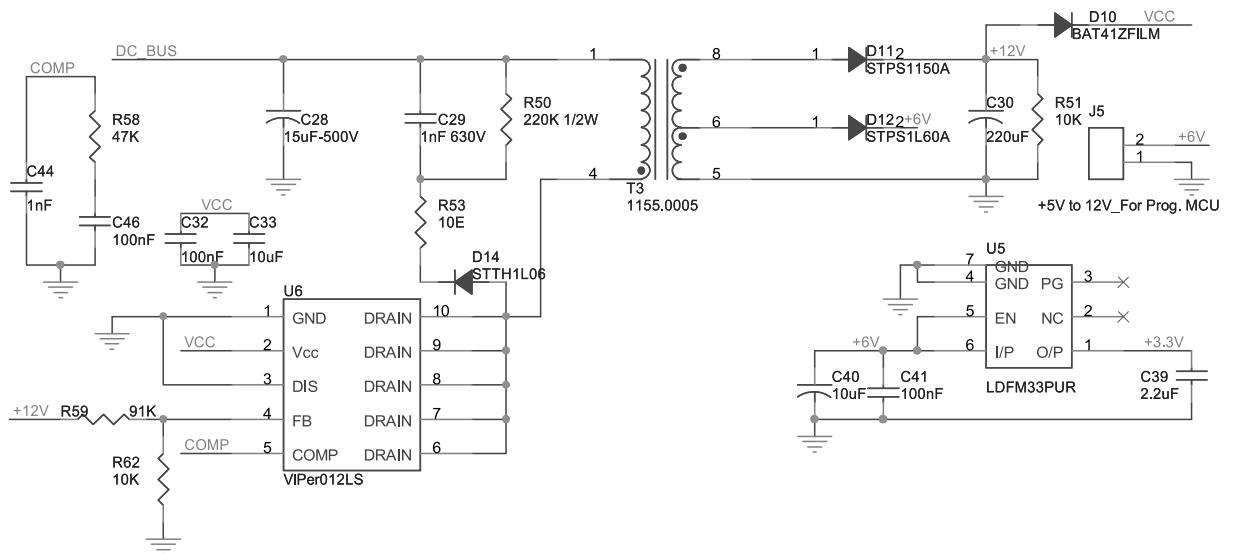 D10 VCC
BAT41ZFILM
DC_BUS
1
8
1 D11 2 +12V
STPS1150A
COMP
R58
47K
C28
15uF-500V
C29
1nF 630V
R50
220K 1/2W
6
1 D12 2 +6V
STPS1L60A
C30
220uF
R51
10K
J5
2 +6V
1
C44
1nF
4
T3
1155.0005
5
+5V to 12V_For Prog. MCU
C46
100nF
VCC
C32
100nF
C33
10uF
R53
10E
D14
STTH1L06
U6
1 GND DRAIN 10
VCC 2 Vcc DRAIN 9
3 DIS DRAIN 8
+12V R59 91K 4 FB DRAIN 7
COMP 5 COMP DRAIN 6
VIPer012LS
R62
10K
U5
7 GND
4 GND PG 3
5 EN NC 2
+6V 6 I/P O/P 1 +3.3V
LDFM33PUR
C40
10uF
C41
100nF
C39
2.2uF